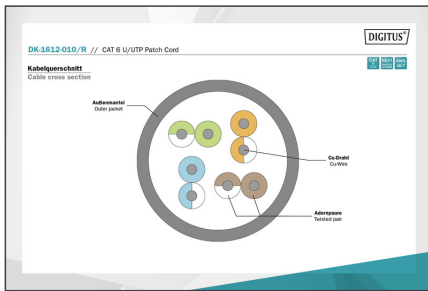 DIGITUS®
DK-1612-010/R // CAT 6 U/UTP Patch Cord
Kabelquerschnitt
Cable cross section
Außenmantel
Outer jacket
Cu-Draht
Cu-Wire
Adernpaare
Twisted pair